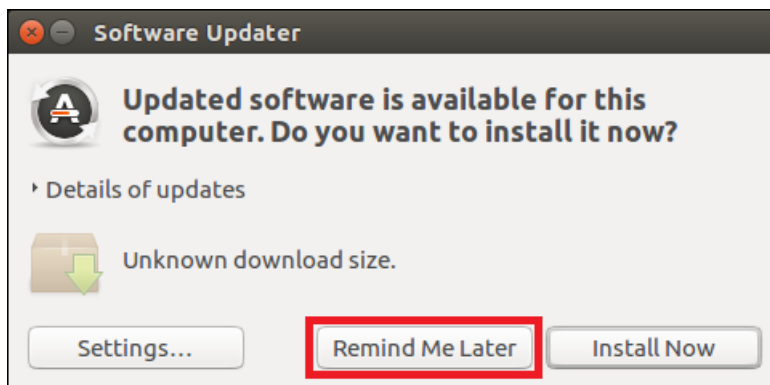 Software Updater
Updated software is available for this
computer. Do you want to install it now?
Details of updates
Unknown download size.
Settings...
Remind Me Later
Install Now